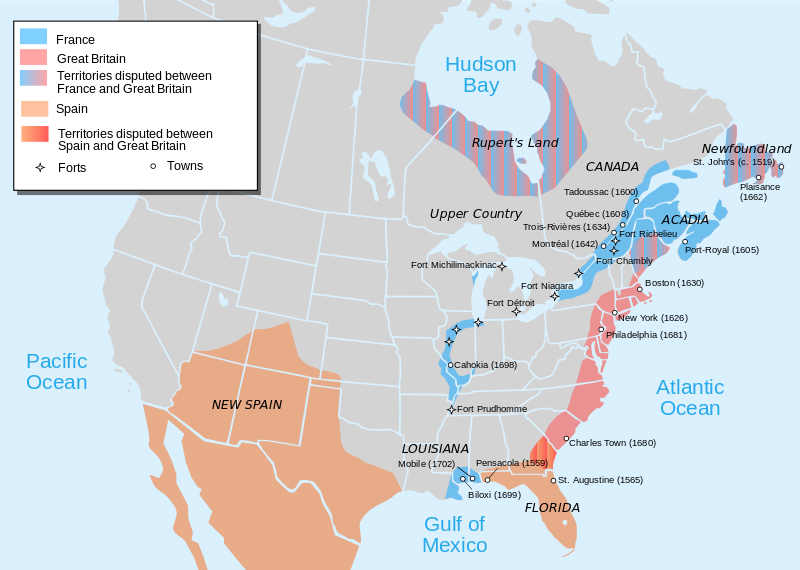 France
Great Britain
Territories disputed between
France and Great Britain
Spain
Territories disputed between
Spain and Great Britain
Forts
Towns
Hudson
Bay
Rupert's Land
Newfoundland
St. John's (c. 1519)
CANADA
Plaisance
(1662)
Tadoussac (1600)
Upper Country
Québec (1608)
ACADIA
Trois-Rivières (1634)
Fort Richelieu
Montréal (1642)
Port-Royal (1605)
Fort Chambly
Fort Michilimackinac
Fort Niagara
Boston (1630)
Fort Détroit
New York (1626)
Philadelphia (1681)
Pacific
Ocean
Cahokia (1698)
Atlantic
Ocean
NEW SPAIN
Fort Prudhomme
Charles Town (1680)
LOUISIANA
Mobile (1702)
Pensacola (1559)
St. Augustine (1565)
Biloxi (1699)
FLORIDA
Gulf of
Mexico